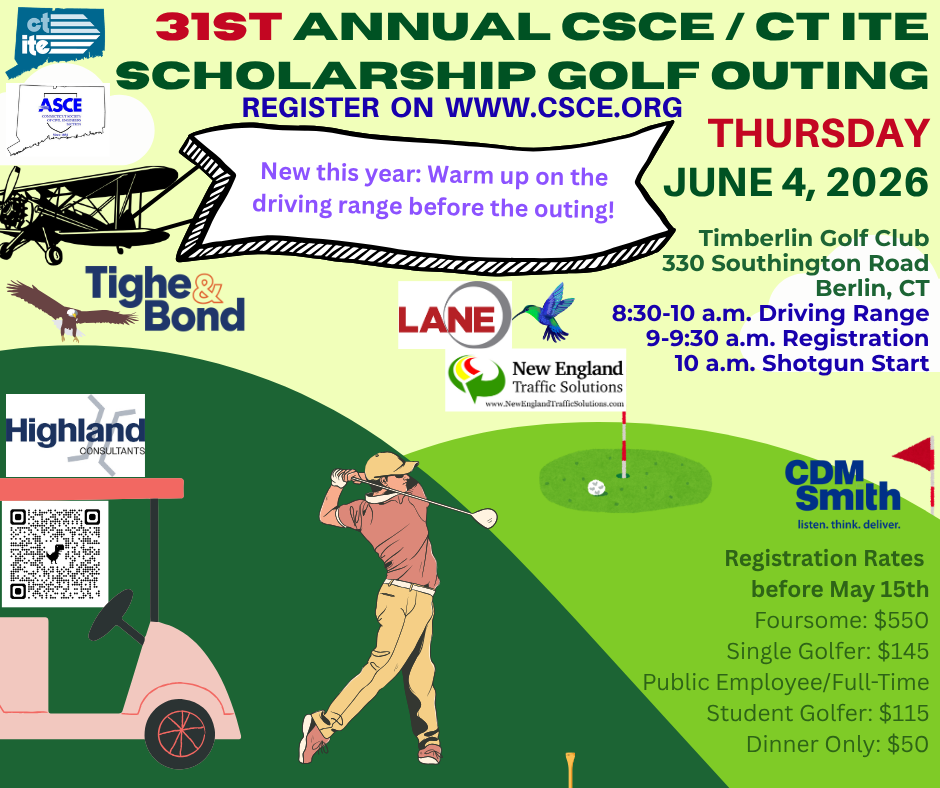 ct
ite
31ST ANNUAL CSCE / CT ITE
SCHOLARSHIP GOLF OUTING
REGISTER ON WWW.CSCE.ORG
ASCE
THURSDAY
JUNE 4, 2026
New this year: Warm up on the
driving range before the outing!
Timberlin Golf Club
330 Southington Road
Berlin, CT
8:30-10 a.m. Driving Range
9-9:30 a.m. Registration
10 a.m. Shotgun Start
Tighe&
Bond
LANE
New England
Traffic Solutions
www.NewEnglandTrafficSolutions.com
Highland
CONSULTANTS
CDM
Smith
listen. think. deliver.
Registration Rates
before May 15th
Foursome: $550
Single Golfer: $145
Public Employee/Full-Time
Student Golfer: $115
Dinner Only: $50